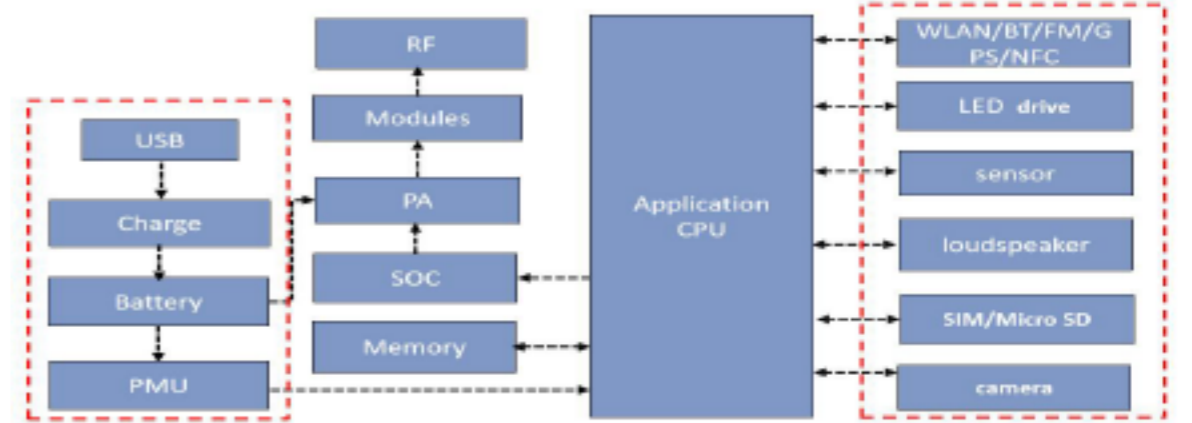 USB
Charge
Battery
PMU
RF
Modules
PA
SOC
Memory
Application
CPU
WLAN/BT/FM/G
PS/NFC
LED drive
sensor
loudspeaker
SIM/Micro SD
camera